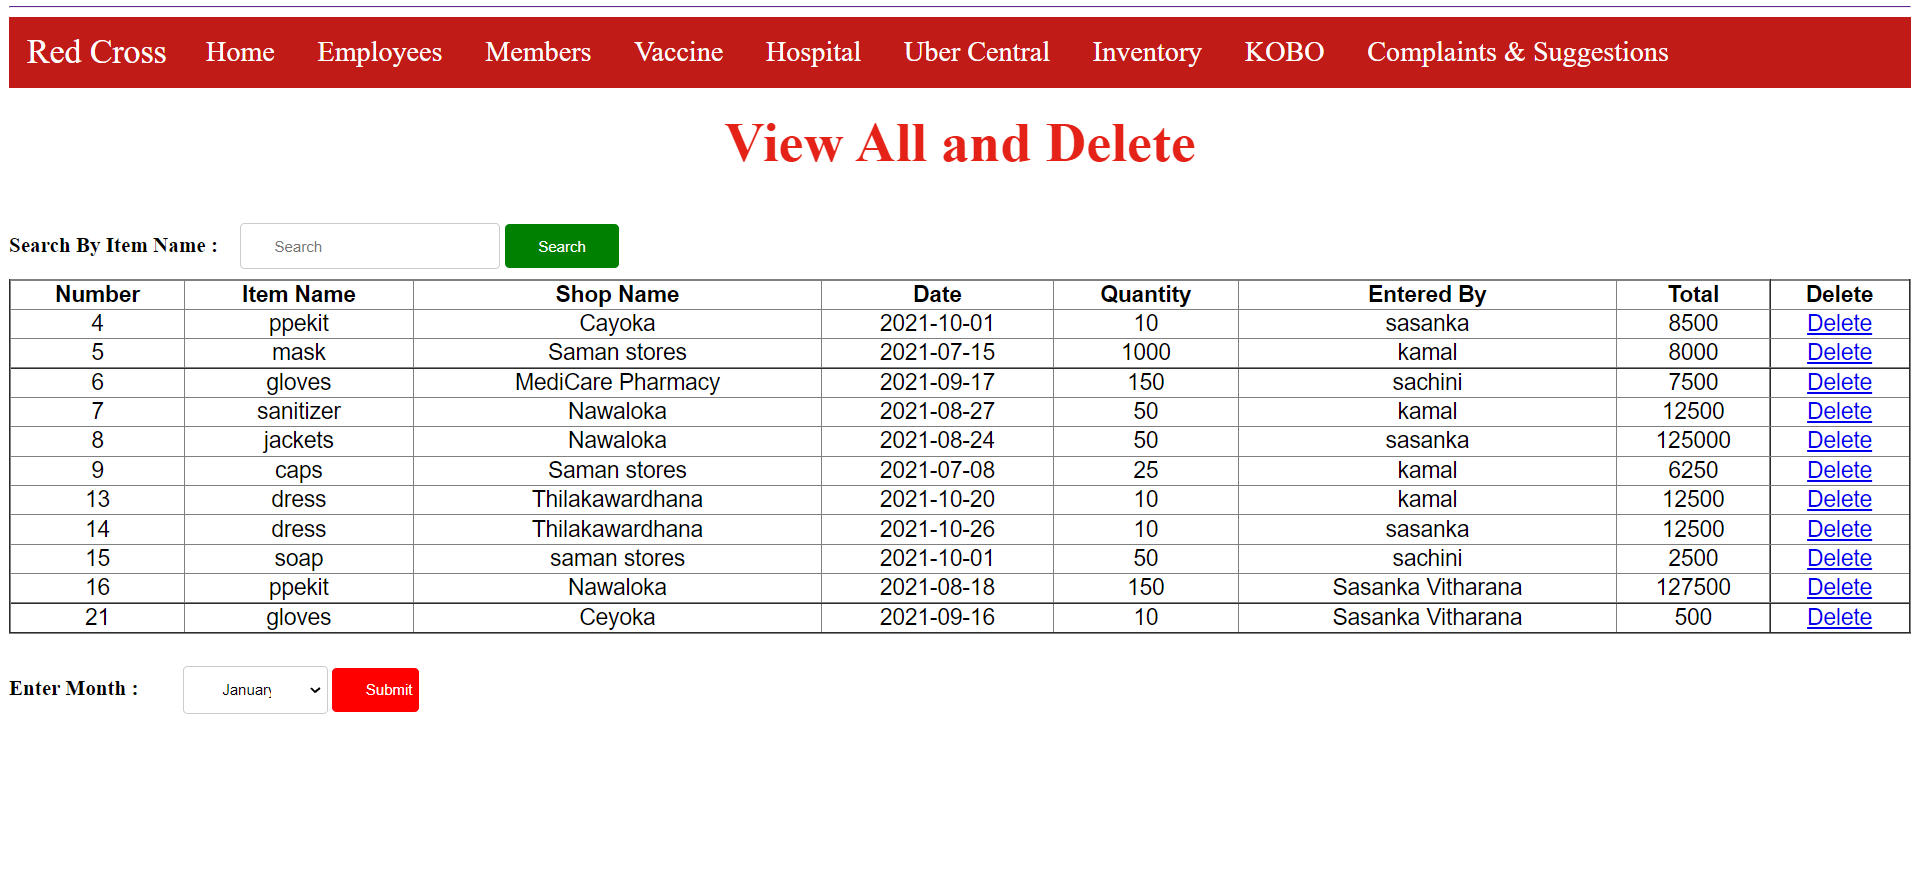 Red Cross Home Employees Members Vaccine Hospital Uber Central Inventory KOBO Complaints & Suggestions
View All and Delete
Search By Item Name : Search Search
Number Item Name Shop Name Date Quantity Entered By Total Delete
4 ppekit Cayoka 2021-10-01 10 sasanka 8500 Delete
5 mask Saman stores 2021-07-15 1000 kamal 8000 Delete
6 gloves MediCare Pharmacy 2021-09-17 150 sachini 7500 Delete
7 sanitizer Nawaloka 2021-08-27 50 kamal 12500 Delete
8 jackets Nawaloka 2021-08-24 50 sasanka 125000 Delete
9 caps Saman stores 2021-07-08 25 kamal 6250 Delete
13 dress Thilakawardhana 2021-10-20 10 kamal 12500 Delete
14 dress Thilakawardhana 2021-10-26 10 sasanka 12500 Delete
15 soap saman stores 2021-10-01 50 sachini 2500 Delete
16 ppekit Nawaloka 2021-08-18 150 Sasanka Vitharana 127500 Delete
21 gloves Ceyoka 2021-09-16 10 Sasanka Vitharana 500 Delete
Enter Month : January Submit